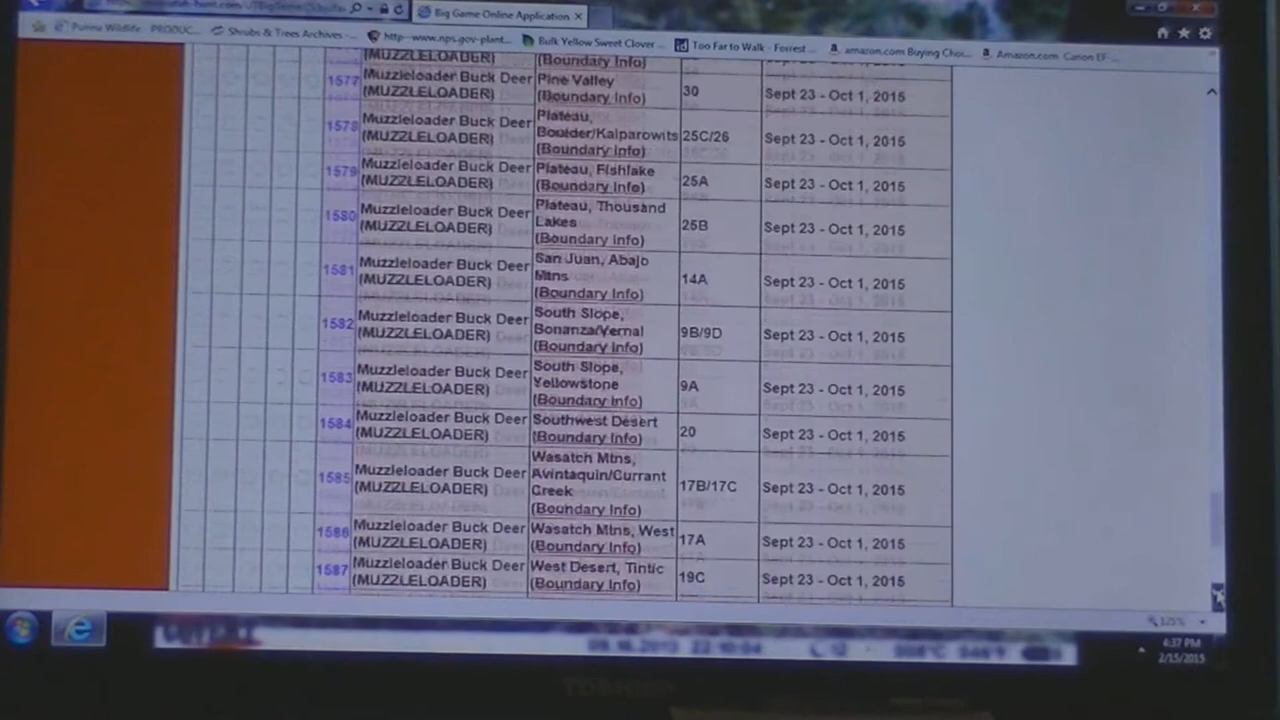 Big Game Online Application
Purina Wildlife PRODUC... Shrubs & Trees Archives -... http--www.nps.gov-plant... Bulk Yellow Sweet Clover ... Too Far to Walk - Forrest ... amazon.com Buying Choi... Amazon.com Canon EF-...
(MUZZLELOADER) (Boundary Info)
1577 Muzzleloader Buck Deer (MUZZLELOADER) Pine Valley (Boundary Info) 30 Sept 23 - Oct 1, 2015
1578 Muzzleloader Buck Deer (MUZZLELOADER) Plateau, Boulder/Kaiparowits (Boundary Info) 25C/26 Sept 23 - Oct 1, 2015
1579 Muzzleloader Buck Deer (MUZZLELOADER) Plateau, Fishlake (Boundary Info) 25A Sept 23 - Oct 1, 2015
1580 Muzzleloader Buck Deer (MUZZLELOADER) Plateau, Thousand Lakes (Boundary Info) 25B Sept 23 - Oct 1, 2015
1581 Muzzleloader Buck Deer (MUZZLELOADER) San Juan, Abajo Mtns (Boundary Info) 14A Sept 23 - Oct 1, 2015
1582 Muzzleloader Buck Deer (MUZZLELOADER) South Slope, Bonanza/Vernal (Boundary Info) 9B/9D Sept 23 - Oct 1, 2015
1583 Muzzleloader Buck Deer (MUZZLELOADER) South Slope, Yellowstone (Boundary Info) 9A Sept 23 - Oct 1, 2015
1584 Muzzleloader Buck Deer (MUZZLELOADER) Southwest Desert (Boundary Info) 20 Sept 23 - Oct 1, 2015
1585 Muzzleloader Buck Deer (MUZZLELOADER) Wasatch Mtns, Avintaquin/Currant Creek (Boundary Info) 17B/17C Sept 23 - Oct 1, 2015
1586 Muzzleloader Buck Deer (MUZZLELOADER) Wasatch Mtns, West (Boundary Info) 17A Sept 23 - Oct 1, 2015
1587 Muzzleloader Buck Deer (MUZZLELOADER) West Desert, Tintic (Boundary Info) 19C Sept 23 - Oct 1, 2015
125%
4:37 PM
2/15/2015
TOSHIBA